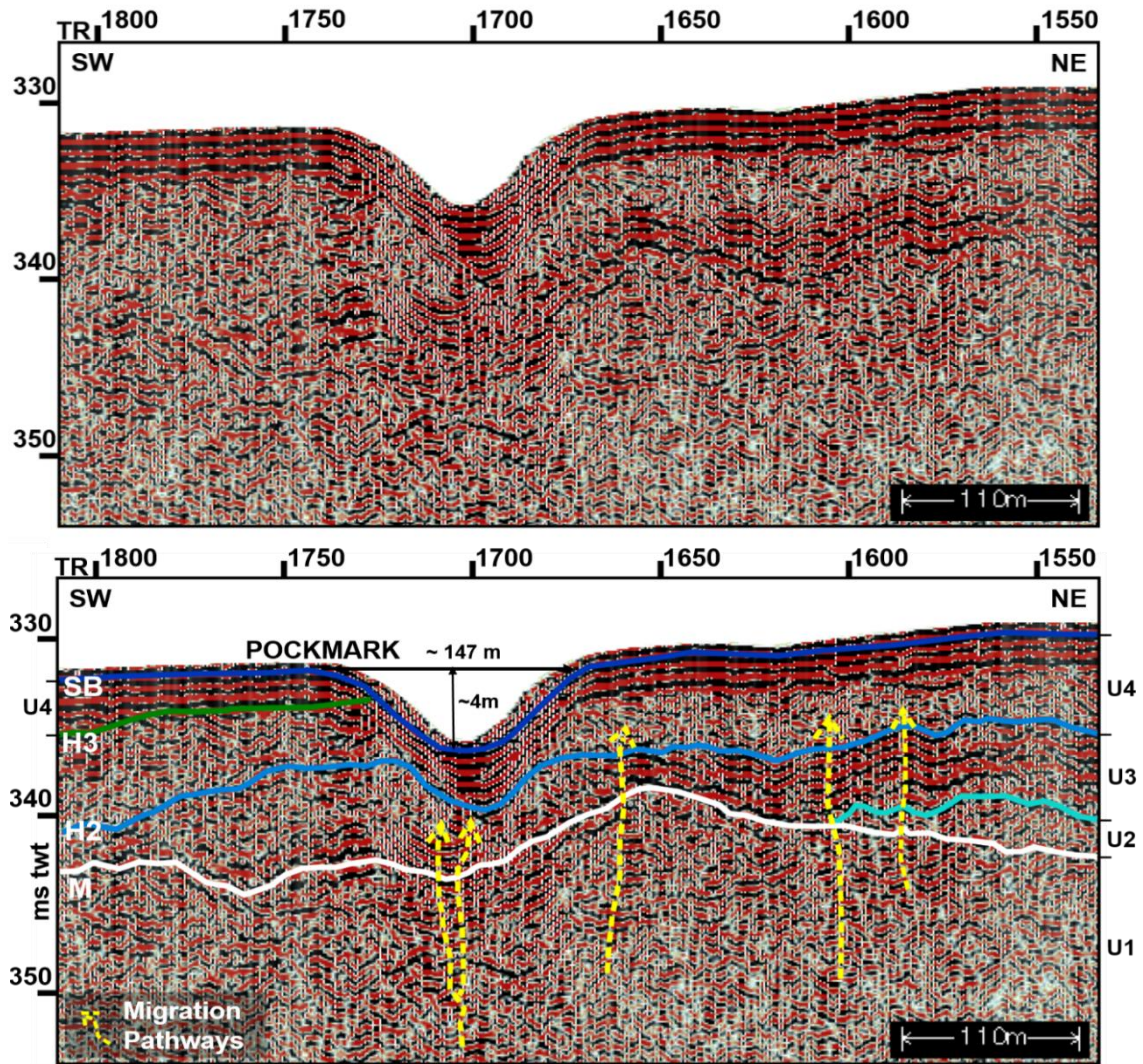 TR 1800 1750 1700 1650 1600 1550
SW NE
330
340
350
110m
TR 1800 1750 1700 1650 1600 1550
SW NE
330
POCKMARK ~ 147 m
SB
~4m
U4 U4
H3
U3
340
H2
U2
M
ms twt
U1
350
Migration
Pathways
110m